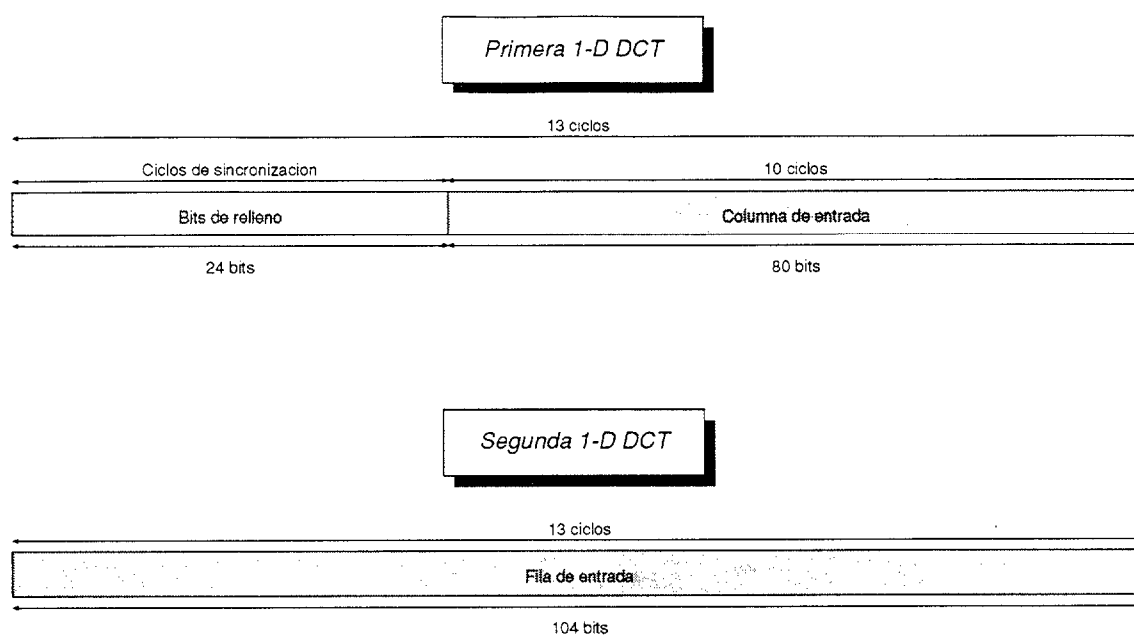 Primera 1-D DCT
13 ciclos
Ciclos de sincronizacion
10 ciclos
Bits de relleno
Columna de entrada
24 bits
80 bits
Segunda 1-D DCT
13 ciclos
Fila de entrada
104 bits